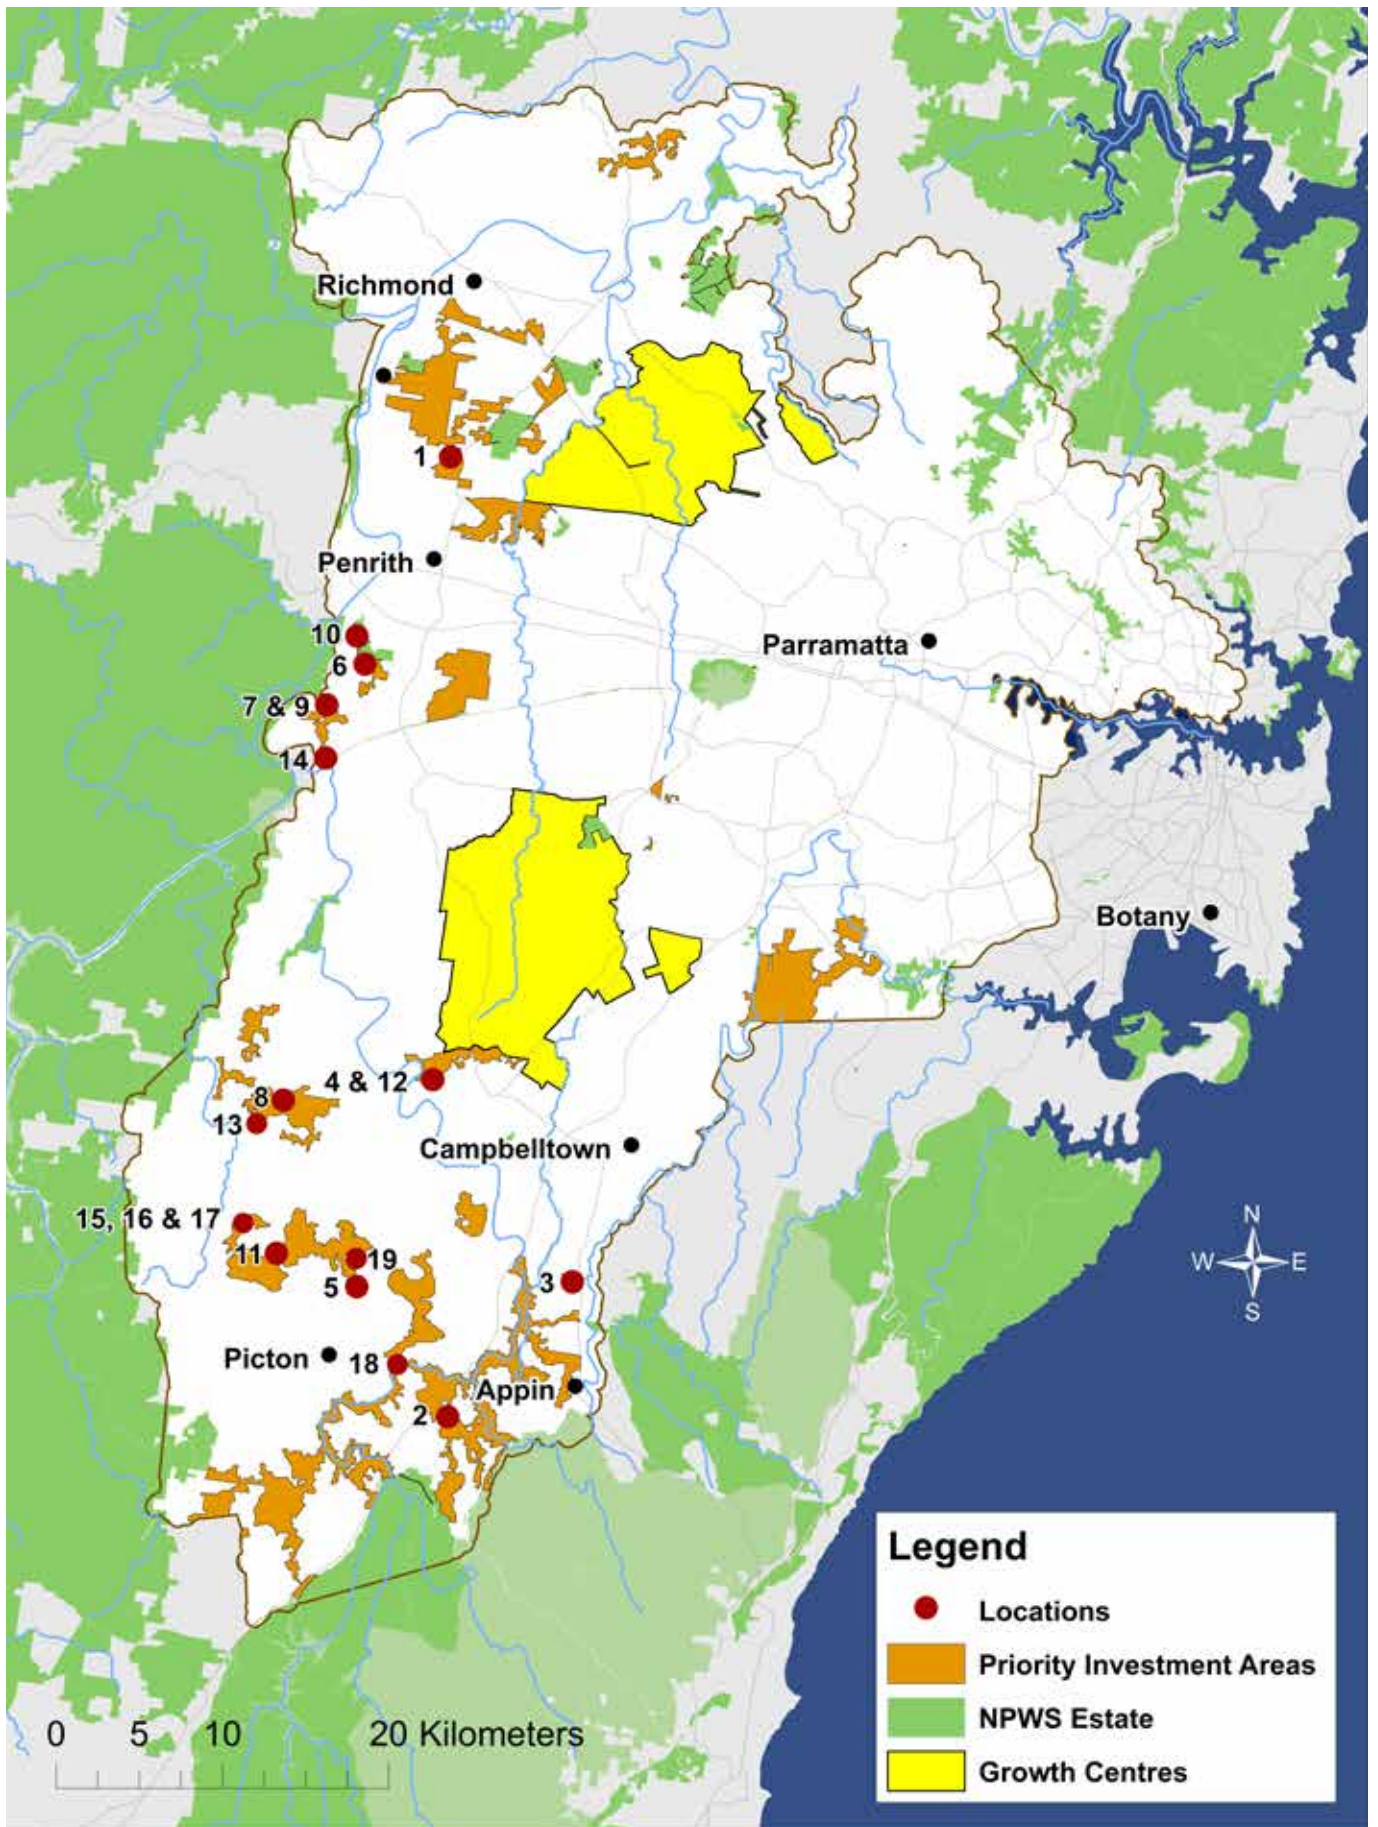 Richmond
1
Penrith
10
6
Parramatta
7 & 9
14
Botany
4 & 12
8
13
Campbelltown
15, 16 & 17
11
19
5
3
N
W
E
S
Picton
18
Appin
2
Legend
Locations
Priority Investment Areas
NPWS Estate
Growth Centres
0 5 10 20 Kilometers